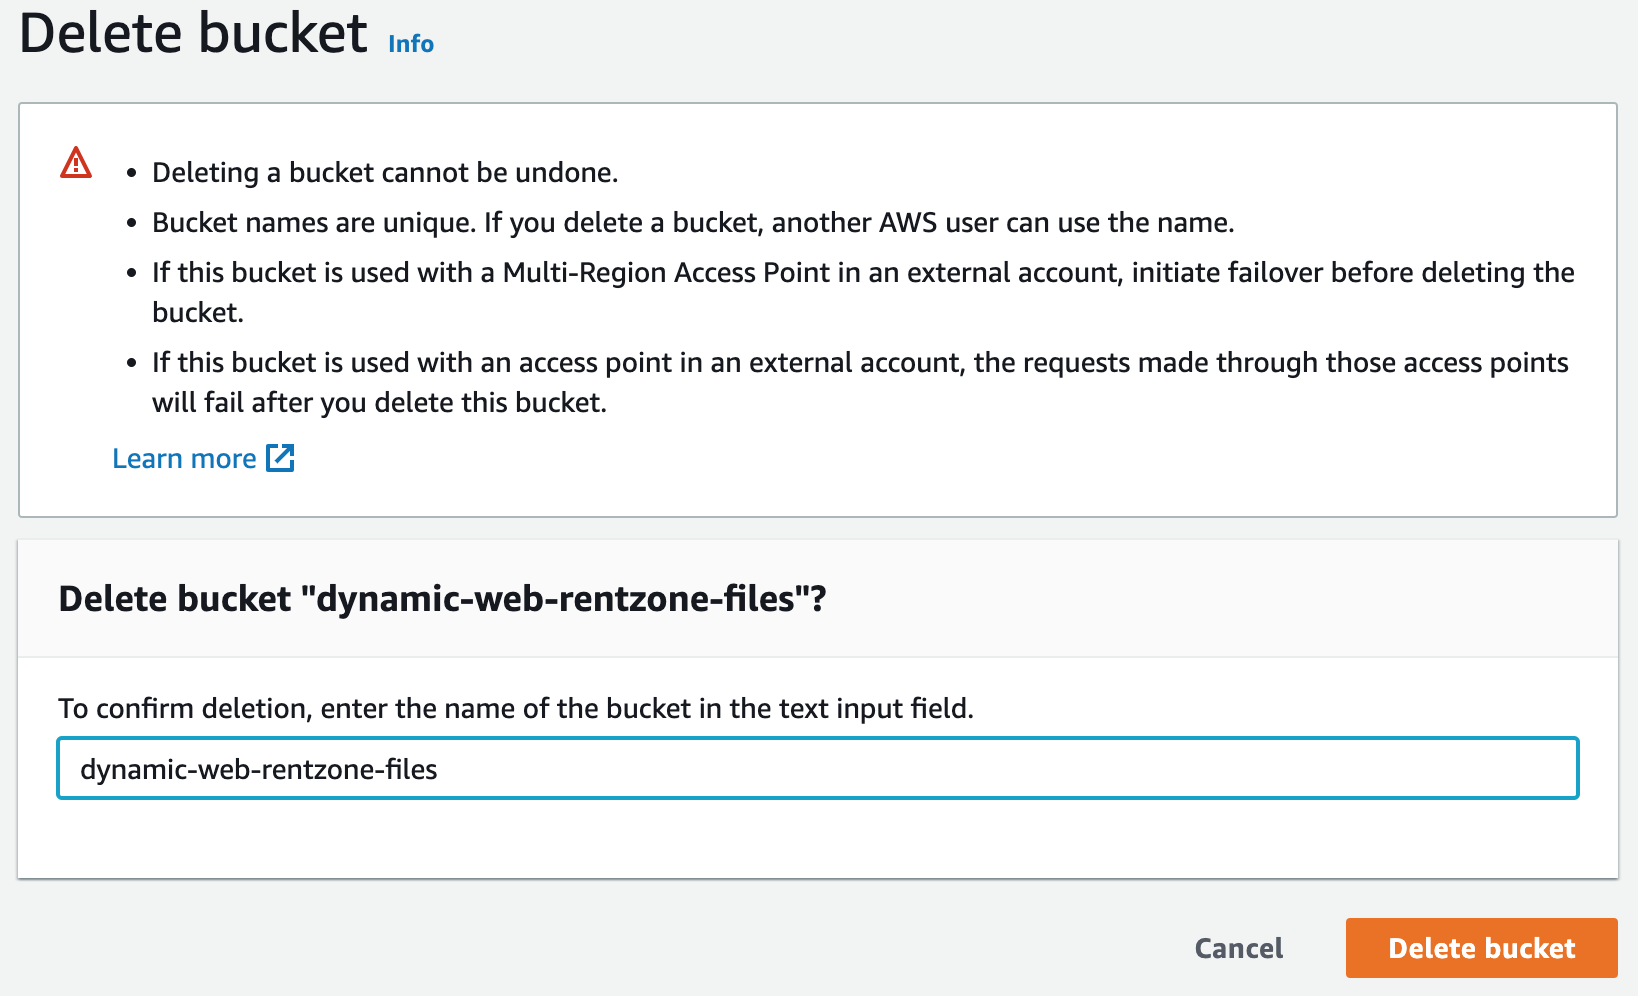 Delete bucket Info
• Deleting a bucket cannot be undone.
• Bucket names are unique. If you delete a bucket, another AWS user can use the name.
• If this bucket is used with a Multi-Region Access Point in an external account, initiate failover before deleting the
bucket.
• If this bucket is used with an access point in an external account, the requests made through those access points
will fail after you delete this bucket.
Learn more
Delete bucket "dynamic-web-rentzone-files"?
To confirm deletion, enter the name of the bucket in the text input field.
dynamic-web-rentzone-files
Cancel Delete bucket